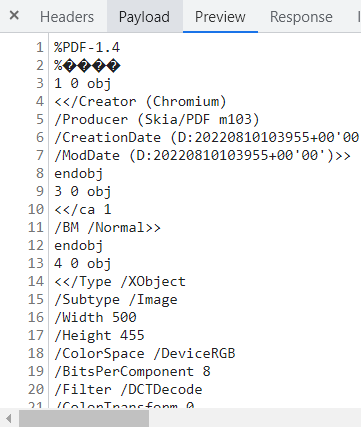 Headers Payload Preview Response
1 %PDF-1.4
2 %����
3 1 0 obj
4 <</Creator (Chromium)
5 /Producer (Skia/PDF m103)
6 /CreationDate (D:20220810103955+00'00
7 /ModDate (D:20220810103955+00'00')>>
8 endobj
9 3 0 obj
10 <</ca 1
11 /BM /Normal>>
12 endobj
13 4 0 obj
14 <</Type /XObject
15 /Subtype /Image
16 /Width 500
17 /Height 455
18 /ColorSpace /DeviceRGB
19 /BitsPerComponent 8
20 /Filter /DCTDecode
21 /ColorTransform 0